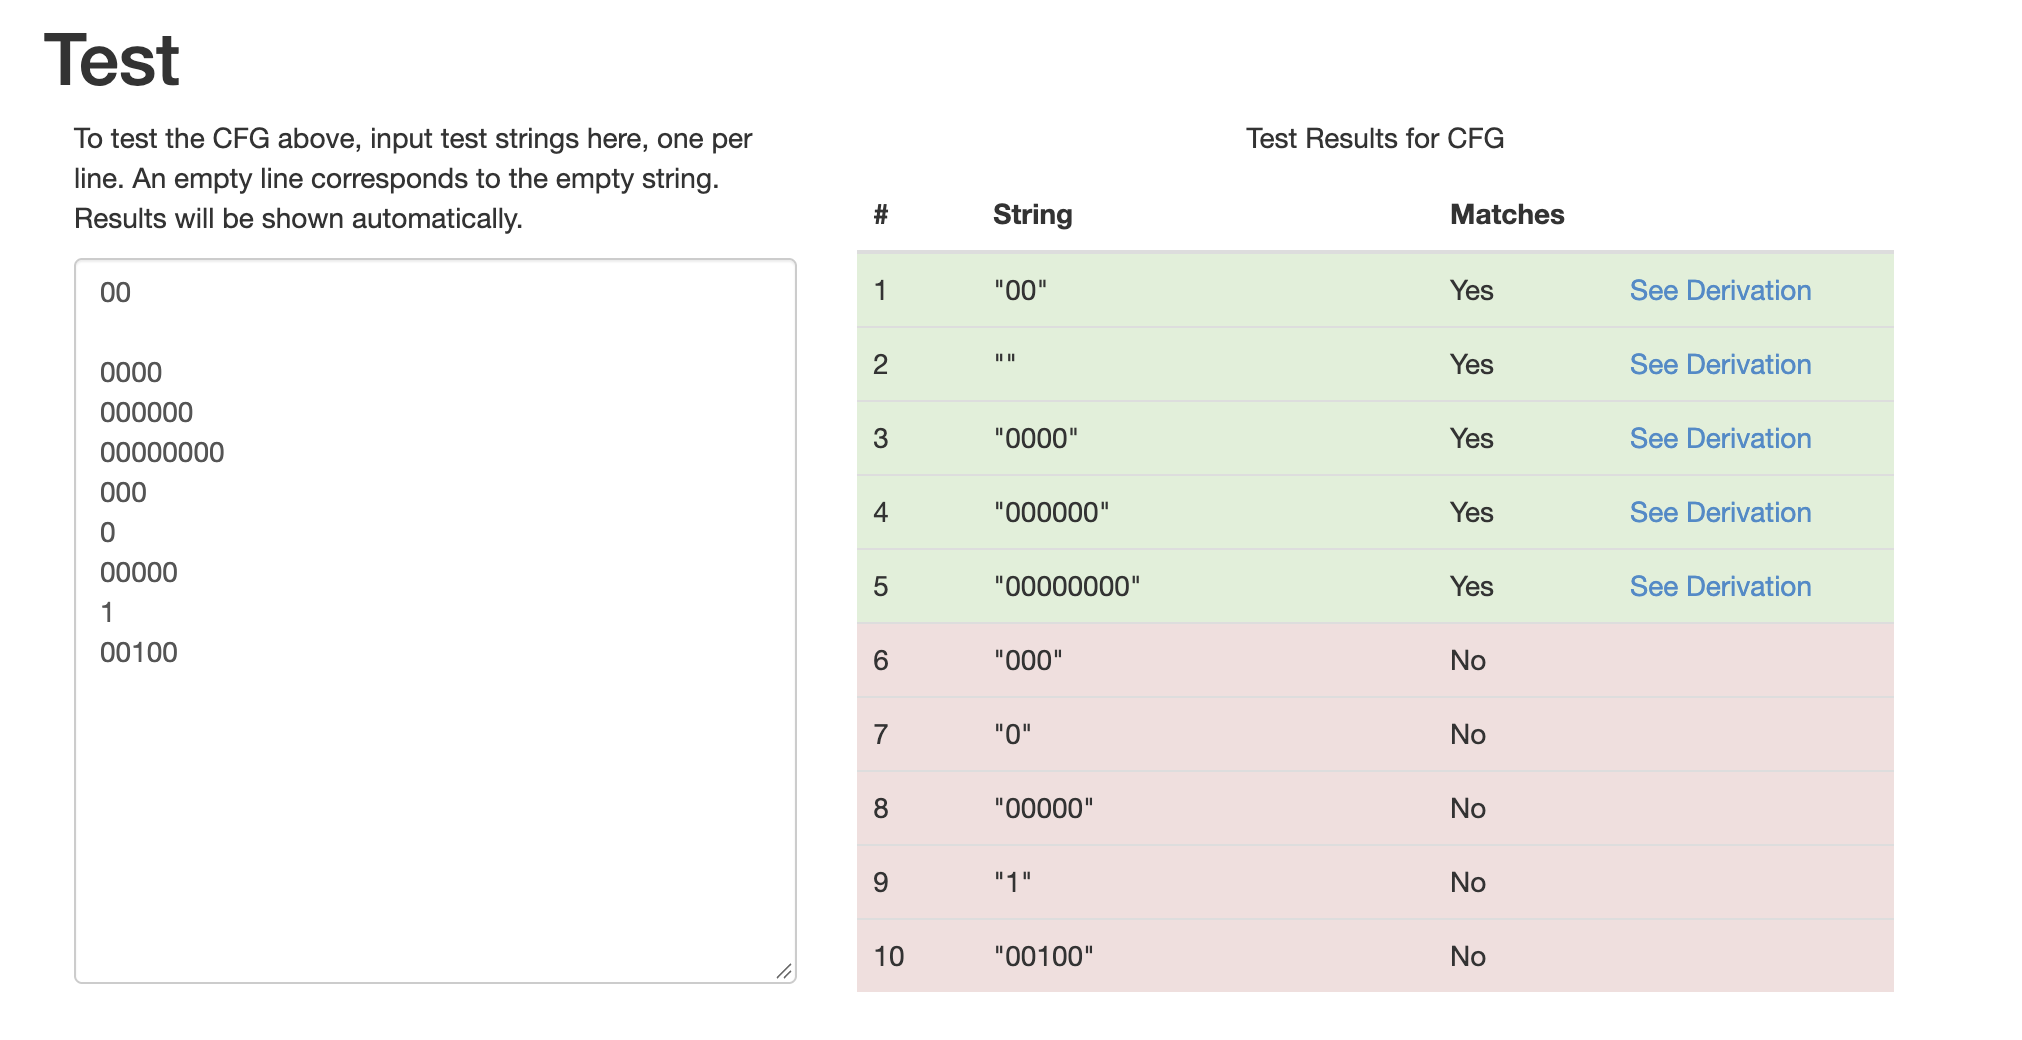 Test
To test the CFG above, input test strings here, one per
line. An empty line corresponds to the empty string.
Results will be shown automatically.
00
0000
000000
00000000
000
0
00000
1
00100
Test Results for CFG
# String Matches
1 "00" Yes See Derivation
2 "" Yes See Derivation
3 "0000" Yes See Derivation
4 "000000" Yes See Derivation
5 "00000000" Yes See Derivation
6 "000" No
7 "0" No
8 "00000" No
9 "1" No
10 "00100" No